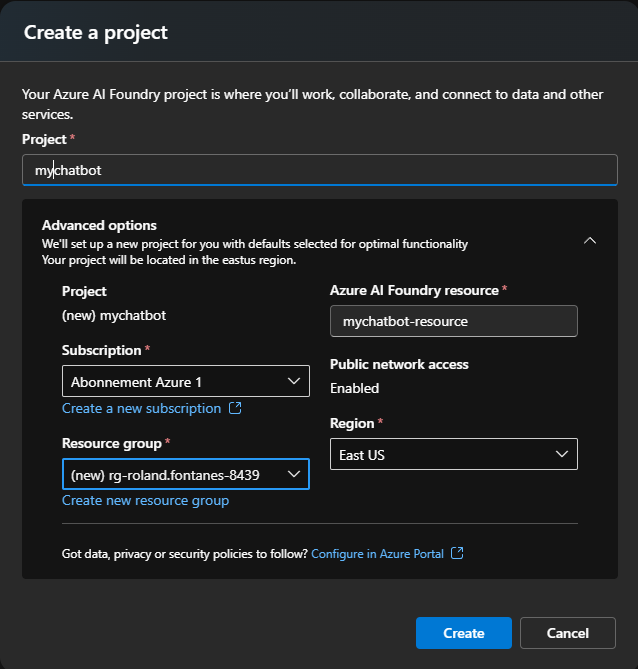 Create a project
Your Azure AI Foundry project is where you'll work, collaborate, and connect to data and other
services.
Project *
mychatbot
Advanced options
We'll set up a new project for you with defaults selected for optimal functionality
Your project will be located in the eastus region.
Project
(new) mychatbot
Azure AI Foundry resource *
mychatbot-resource
Subscription *
Abonnement Azure 1
Create a new subscription
Public network access
Enabled
Resource group *
(new) rg-roland.fontanes-8439
Create new resource group
Region *
East US
Got data, privacy or security policies to follow? Configure in Azure Portal
Create
Cancel